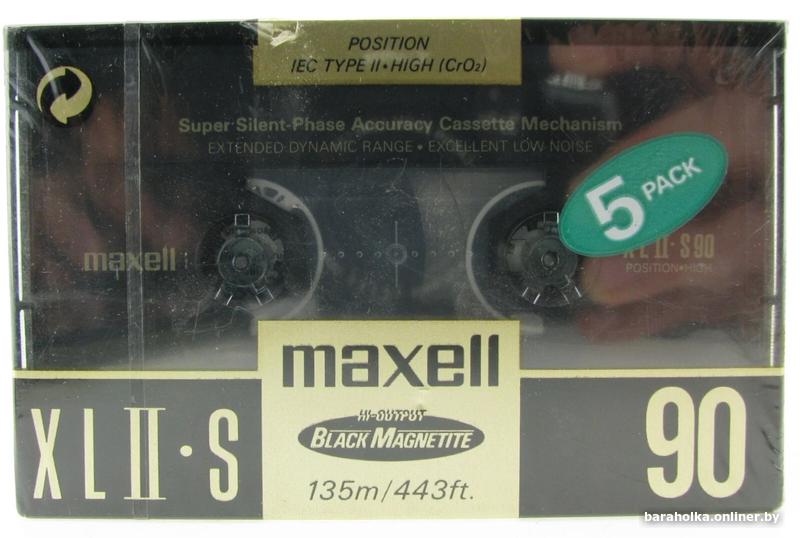 POSITION
IEC TYPE II • HIGH (CrO₂)
Super Silent-Phase Accuracy Cassette Mechanism
EXTENDED DYNAMIC RANGE • EXCELLENT LOW NOISE
5 PACK
maxell
XL II • S 90
POSITION • HIGH
maxell
HI-OUTPUT
BLACK MAGNETITE
XL II • S
90
135m/443ft.
baraholka.onliner.by